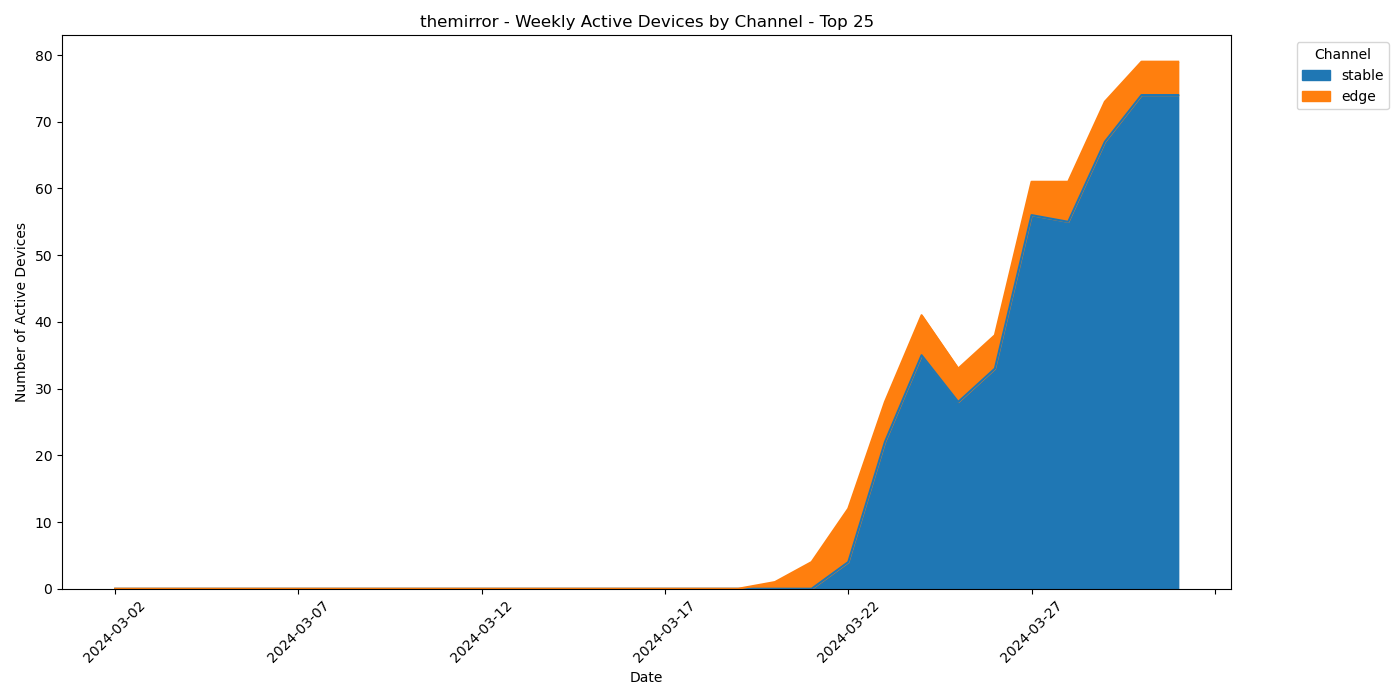 themirror - Weekly Active Devices by Channel - Top 25
Channel
stable
edge
Number of Active Devices
80
70
60
50
40
30
20
10
0
2024-03-02
2024-03-07
2024-03-12
2024-03-17
2024-03-22
2024-03-27
Date